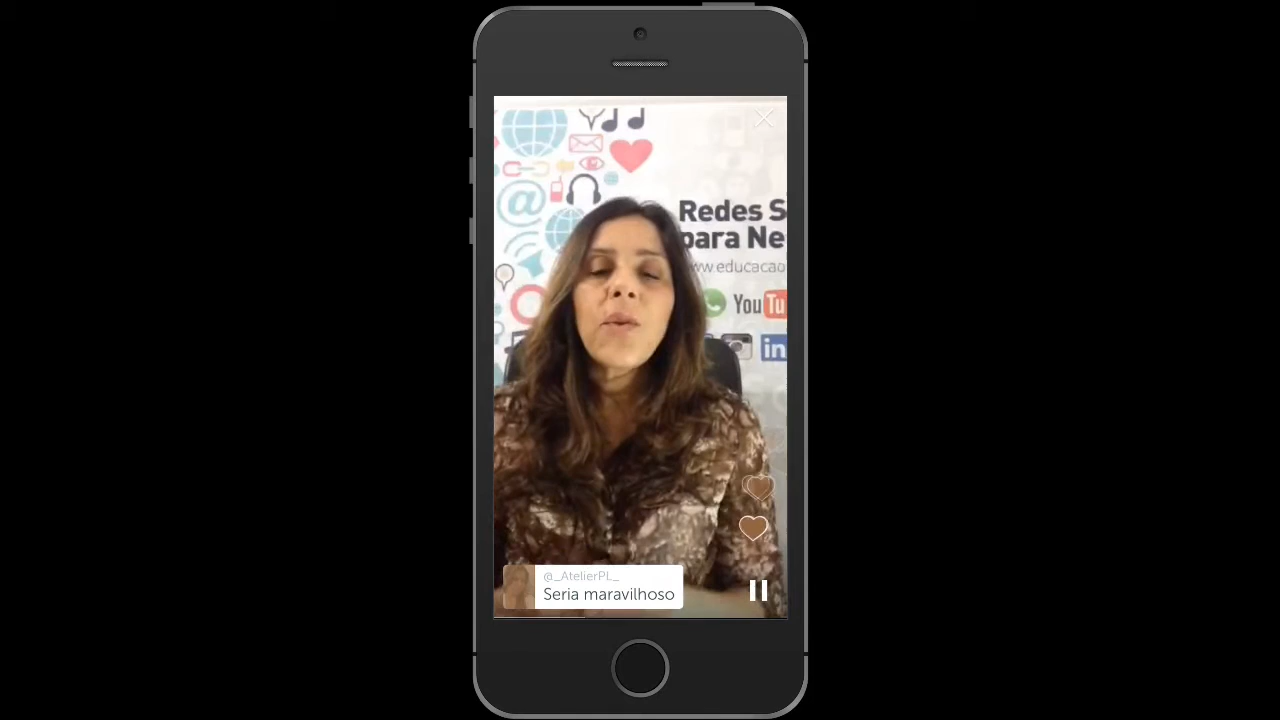 Redes S
para Ne
www.educacao
YouTu
in
@_AtelierPL_
Seria maravilhoso